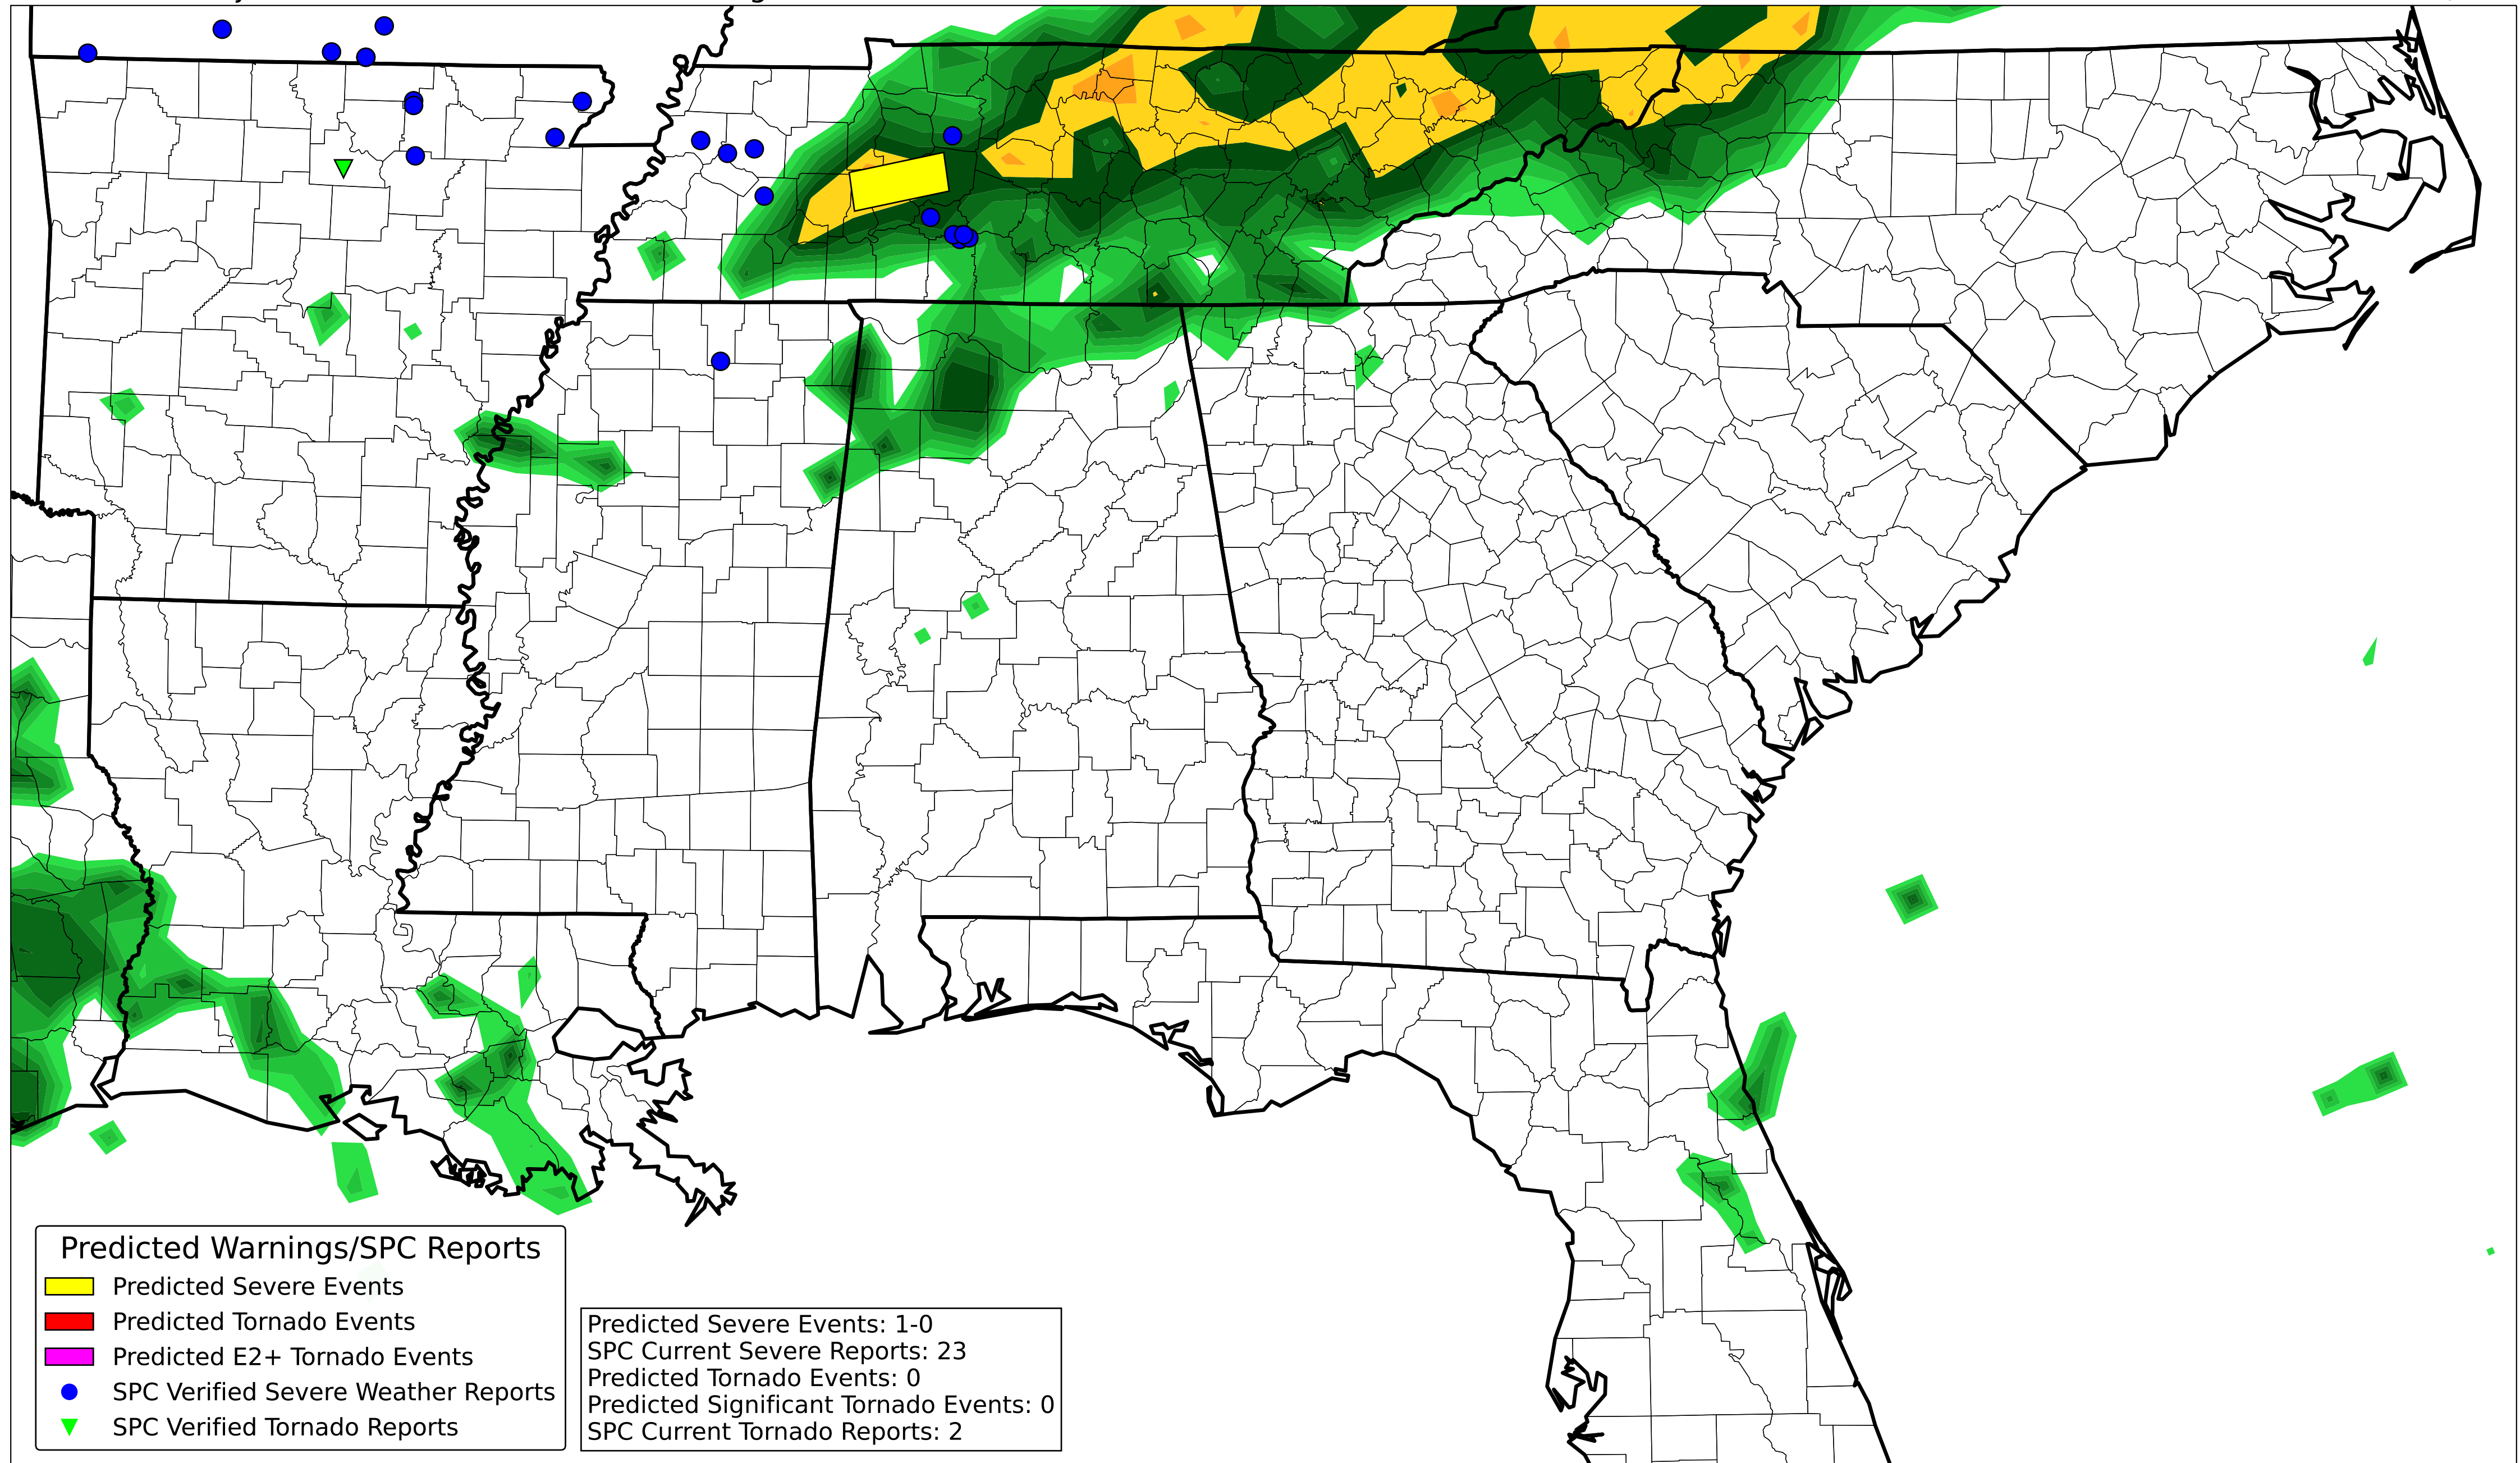 Predicted Warnings/SPC Reports
Predicted Severe Events
Predicted Tornado Events
Predicted E2+ Tornado Events
SPC Verified Severe Weather Reports
SPC Verified Tornado Reports
Predicted Severe Events: 1-0
SPC Current Severe Reports: 23
Predicted Tornado Events: 0
Predicted Significant Tornado Events: 0
SPC Current Tornado Reports: 2